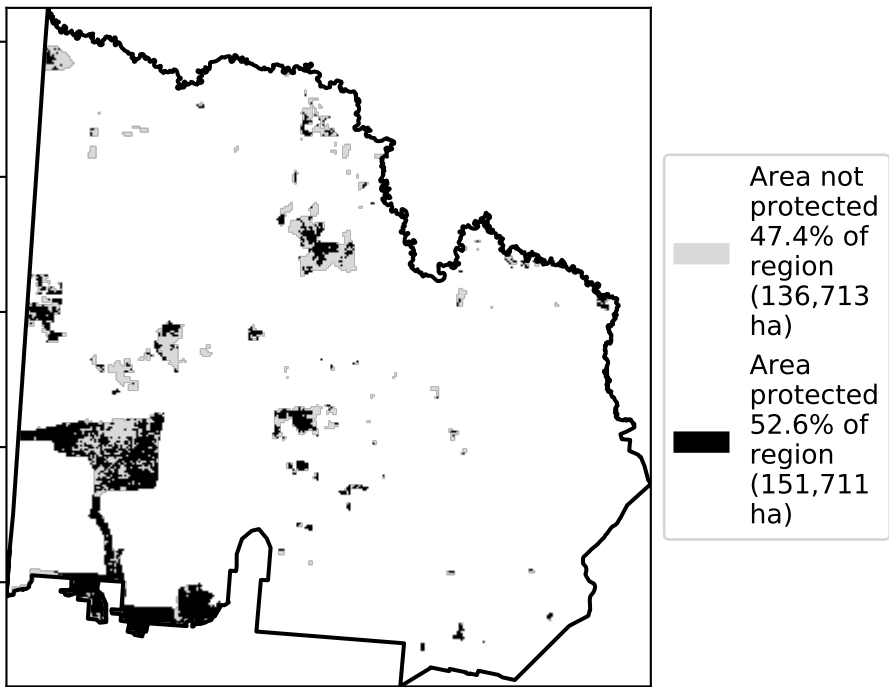 Area not
protected
47.4% of
region
(136,713
ha)
Area
protected
52.6% of
region
(151,711
ha)